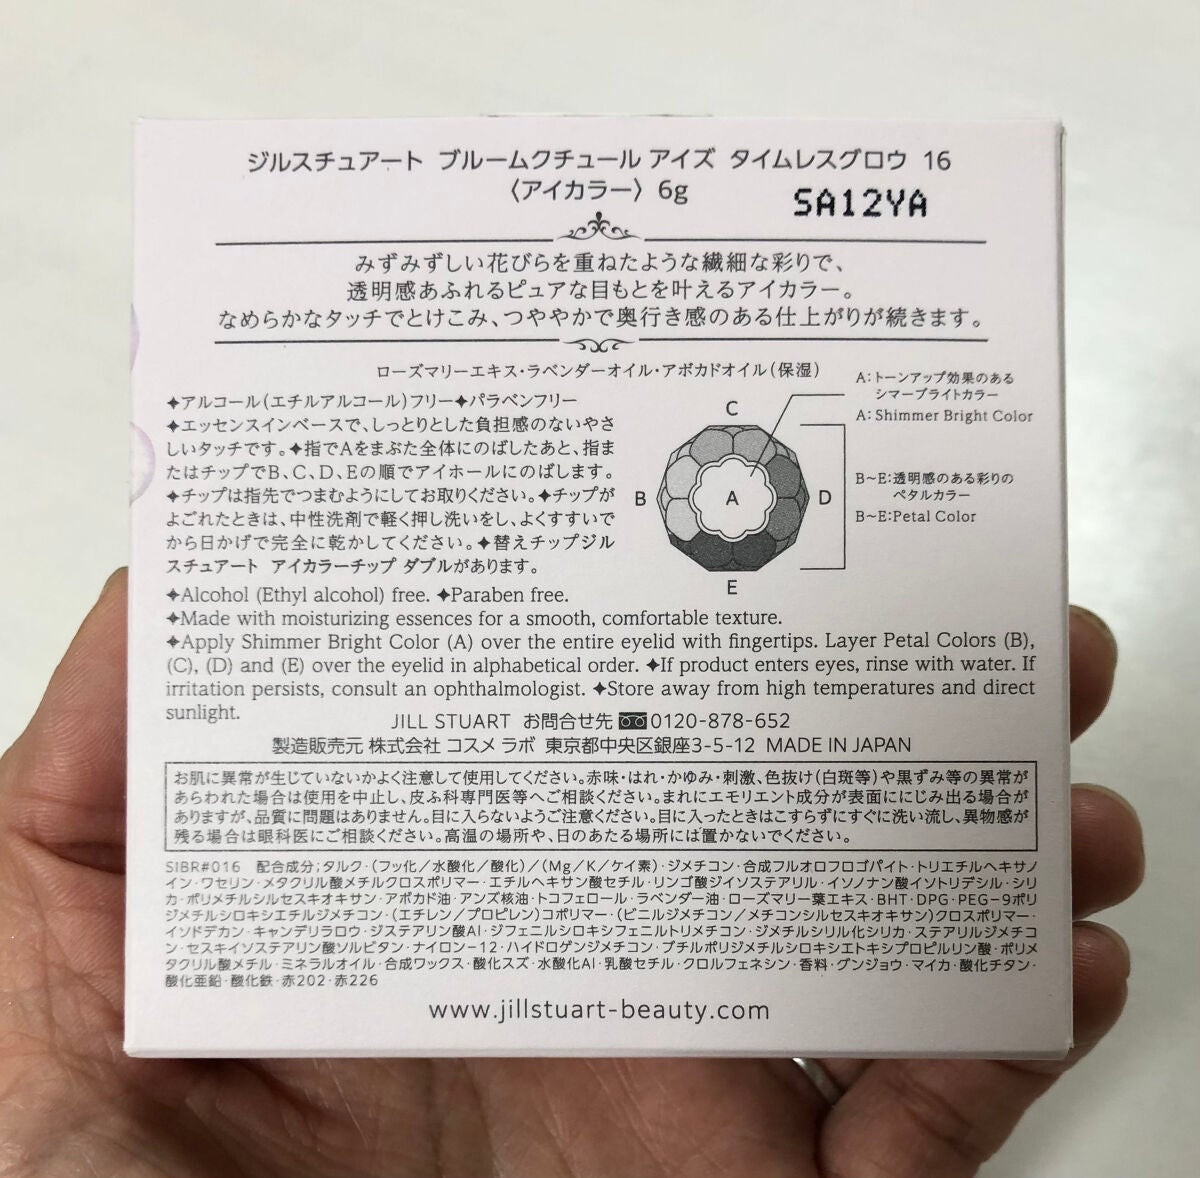 ジルスチュアート ブルームクチュール アイズ タイムレスグロウ 16
〈アイカラー〉 6g
SA12YA
みずみずしい花びらを重ねたような繊細な彩りで、
透明感あふれるピュアな目もとを叶えるアイカラー。
なめらかなタッチでとけこみ、つややかで奥行き感のある仕上がりが続きます。
ローズマリーエキス・ラベンダーオイル・アボカドオイル（保湿）
✦アルコール（エチルアルコール）フリー✦パラベンフリー
✦エッセンスインベースで、しっとりとした負担感のないやさ
しいタッチです。✦指でAをまぶた全体にのばしたあと、指ま
たはチップでB、C、D、Eの順でアイホールにのばします。
✦チップは指先でつまむようにしてお取りください。✦チップが
よごれたときは、中性洗剤で軽く押し洗いをし、よくすすいで
から日かげで完全に乾かしてください。✦替えチップジル
スチュアート アイカラーチップ ダブルがあります。
A：トーンアップ効果のある
シマーブライトカラー
A：Shimmer Bright Color
C
B
A
D
E
B～E：透明感のある彩りの
ペタルカラー
B～E：Petal Color
✦Alcohol (Ethyl alcohol) free. ✦Paraben free.
✦Made with moisturizing essences for a smooth, comfortable texture.
✦Apply Shimmer Bright Color (A) over the entire eyelid with fingertips. Layer Petal Colors (B),
(C), (D) and (E) over the eyelid in alphabetical order. ✦If product enters eyes, rinse with water. If
irritation persists, consult an ophthalmologist. ✦Store away from high temperatures and direct
sunlight.
JILL STUART お問合せ先 0120-878-652
製造販売元 株式会社 コスメ ラボ 東京都中央区銀座3-5-12 MADE IN JAPAN
お肌に異常が生じていないかよく注意して使用してください。赤味・はれ・かゆみ・刺激、色抜け（白斑等）や黒ずみ等の異常が
あらわれた場合は使用を中止し、皮ふ科専門医等へご相談ください。まれにエモリエント成分が表面ににじみ出る場合が
ありますが、品質に問題はありません。目に入らないようご注意ください。目に入ったときはこすらずにすぐに洗い流し、異物感が
残る場合は眼科医にご相談ください。高温の場所や、日のあたる場所には置かないでください。
SIBR#016 配合成分；タルク・（フッ化／水酸化／酸化）／（Mg／K／ケイ素）・ジメチコン・合成フルオロフロゴパイト・トリエチルヘキサノ
イン・ワセリン・メタクリル酸メチルクロスポリマー・エチルヘキサン酸セチル・リンゴ酸ジイソステアリル・イソノナン酸イソトリデシル・シリ
カ・ポリメチルシルセスキオキサン・アボカド油・アンズ核油・トコフェロール・ラベンダー油・ローズマリー葉エキス・BHT・DPG・PEG－9ポリ
ジメチルシロキシエチルジメチコン・（エチレン／プロピレン）コポリマー・（ビニルジメチコン／メチコンシルセスキオキサン）クロスポリマー・
イソドデカン・キャンデリラロウ・ジステアリン酸Al・ジフェニルシロキシフェニルトリメチコン・ジメチルシリル化シリカ・ステアリルジメチコ
ン・セスキイソステアリン酸ソルビタン・ナイロン－12・ハイドロゲンジメチコン・ブチルポリジメチルシロキシエトキシプロピルリン酸・ポリメ
タクリル酸メチル・ミネラルオイル・合成ワックス・酸化スズ・水酸化Al・乳酸セチル・クロルフェネシン・香料・グンジョウ・マイカ・酸化チタン・
酸化亜鉛・酸化鉄・赤202・赤226
www.jillstuart-beauty.com